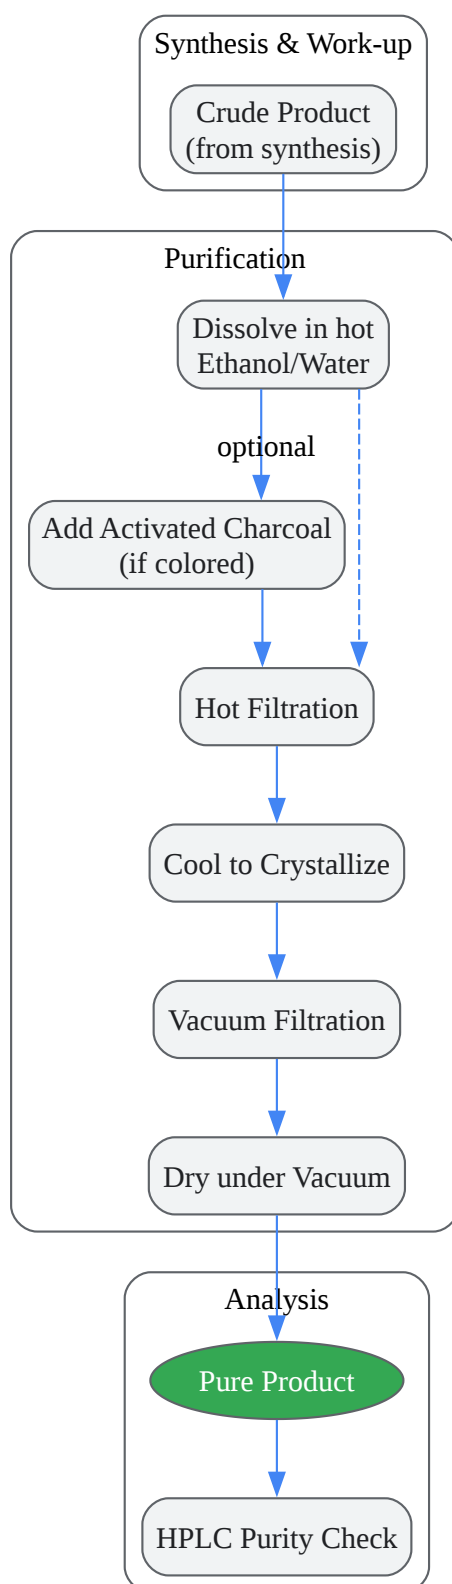 Synthesis & Work-up
Crude Product
(from synthesis)
Purification
Dissolve in hot
Ethanol/Water
optional
Add Activated Charcoal
(if colored)
Hot Filtration
Cool to Crystallize
Vacuum Filtration
Dry under Vacuum
Analysis
Pure Product
HPLC Purity Check